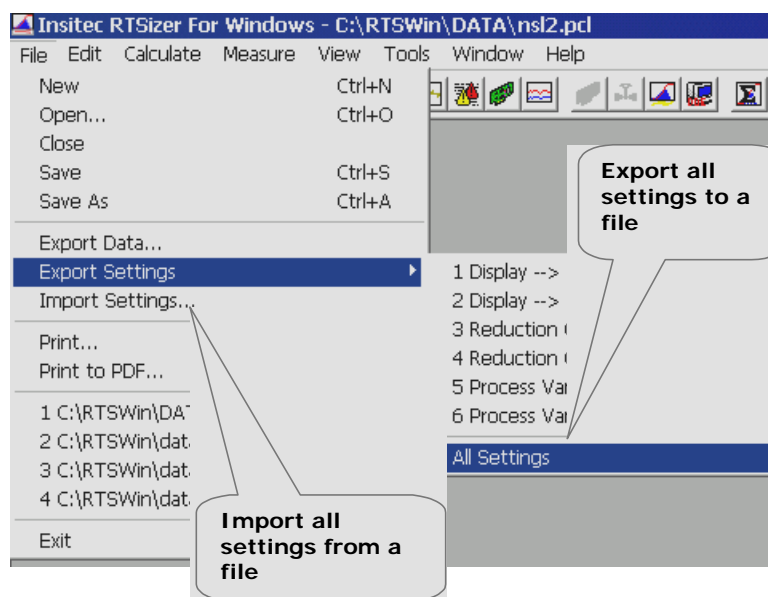 Insitec RTSizer For Windows - C:\RTSWin\DATA\nsl2.pcl
File Edit Calculate Measure View Tools Window Help
New Ctrl+N
Open... Ctrl+O
Close
Save Ctrl+S
Save As Ctrl+A
Export Data...
Export Settings
Import Settings...
Print...
Print to PDF...
1 C:\RTSWin\DAT
2 C:\RTSWin\dat
3 C:\RTSWin\dat
4 C:\RTSWin\dat
Exit
Export all
settings to a
file
1 Display -->
2 Display -->
3 Reduction
4 Reduction
5 Process Var
6 Process Var
All Settings
Import all
settings from a
file